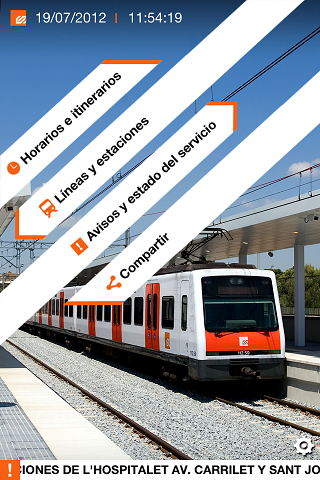 19/07/2012 | 11:54:19
Horarios e itinerarios
Líneas y estaciones
Avisos y estado del servicio
Compartir
CIONES DE L'HOSPITALET AV. CARRILET Y SANT JO